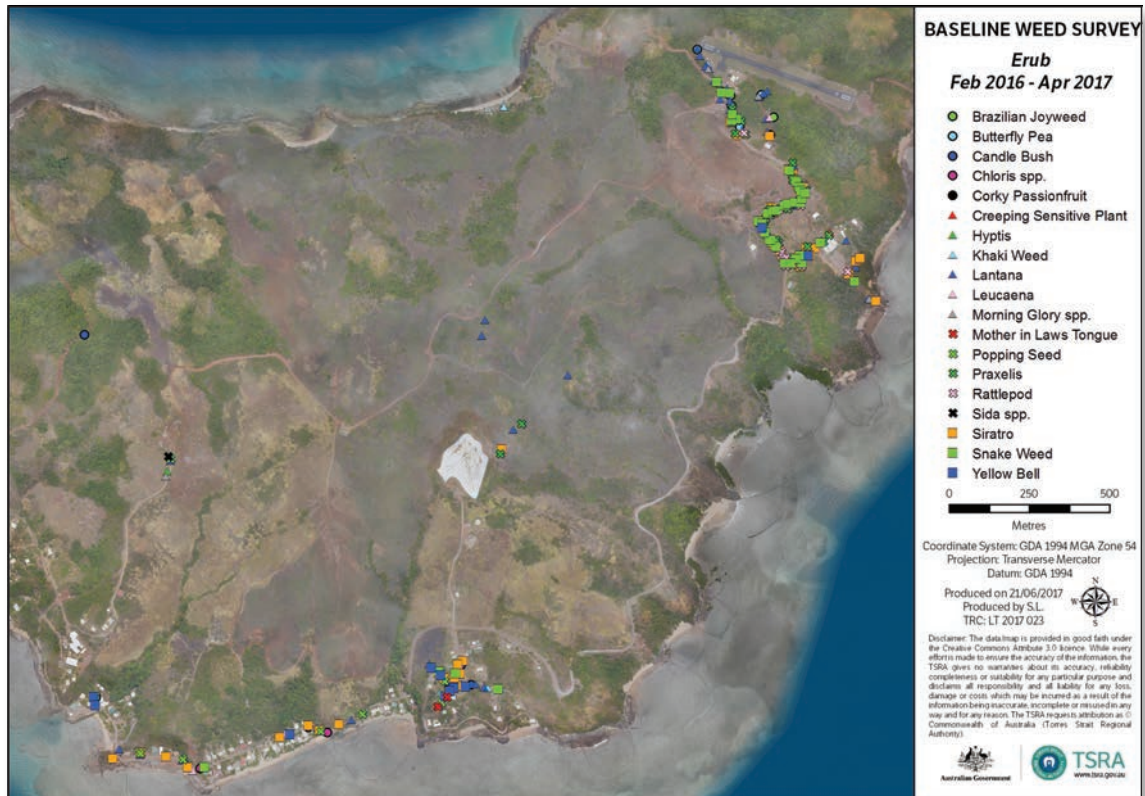 BASELINE WEED SURVEY
Erub
Feb 2016 - Apr 2017
Brazilian Joyweed
Butterfly Pea
Candle Bush
Chloris spp.
Corky Passionfruit
Creeping Sensitive Plant
Hyptis
Khaki Weed
Lantana
Leucaena
Morning Glory spp.
Mother in Laws Tongue
Popping Seed
Praxelis
Rattlepod
Sida spp.
Siratro
Snake Weed
Yellow Bell
0 250 500
Metres
Coordinate System: GDA 1994 MGA Zone 54
Projection: Transverse Mercator
Datum: GDA 1994
Produced on 21/06/2017
Produced by S.L.
TRC: LT 2017 023
N
W E
S
Disclaimer: The data/map is provided in good faith under
the Creative Commons Attribute 3.0 licence. While every
effort is made to ensure the accuracy of the information, the
TSRA gives no warranties about its accuracy, reliability
completeness or suitability for any particular purpose and
disclaims all responsibility and all liability for any loss,
damage or costs which may be incurred as a result of the
information being inaccurate, incomplete or misused in any
way and for any reason. The TSRA requests attribution as ©
Commonwealth of Australia (Torres Strait Regional
Authority).
Australian Government
TSRA
www.tsra.gov.au